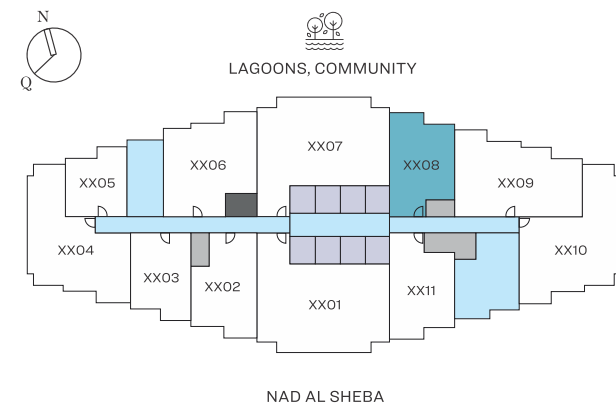 N
Q
LAGOONS, COMMUNITY
XX07
XX06
XX08
XX05
XX09
XX04
XX10
XX03
XX02
XX01
XX11
NAD AL SHEBA